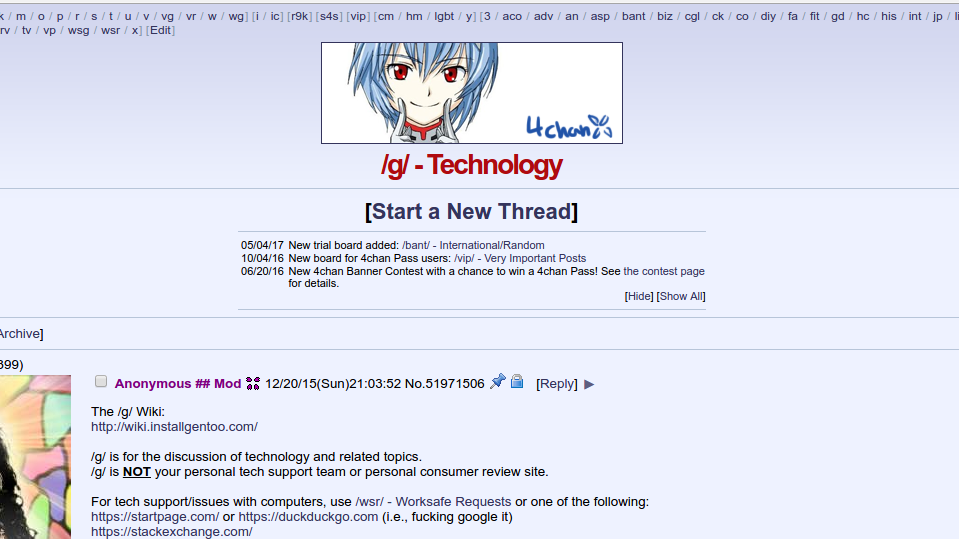 k / m / o / p / r / s / t / u / v / vg / vr / w / wg] [i / ic] [r9k] [s4s] [vip] [cm / hm / lgbt / y] [3 / aco / adv / an / asp / bant / biz / cgl / ck / co / diy / fa / fit / gd / hc / his / int / jp / li
rv / tv / vp / wsg / wsr / x] [Edit]
4chan
/g/ - Technology
[Start a New Thread]
05/04/17 New trial board added: /bant/ - International/Random
10/04/16 New board for 4chan Pass users: /vip/ - Very Important Posts
06/20/16 New 4chan Banner Contest with a chance to win a 4chan Pass! See the contest page
for details.
[Hide] [Show All]
Archive]
399)
Anonymous ## Mod 12/20/15(Sun)21:03:52 No.51971506 [Reply] ▶
The /g/ Wiki:
http://wiki.installgentoo.com/
/g/ is for the discussion of technology and related topics.
/g/ is NOT your personal tech support team or personal consumer review site.
For tech support/issues with computers, use /wsr/ - Worksafe Requests or one of the following:
https://startpage.com/ or https://duckduckgo.com (i.e., fucking google it)
https://stackexchange.com/